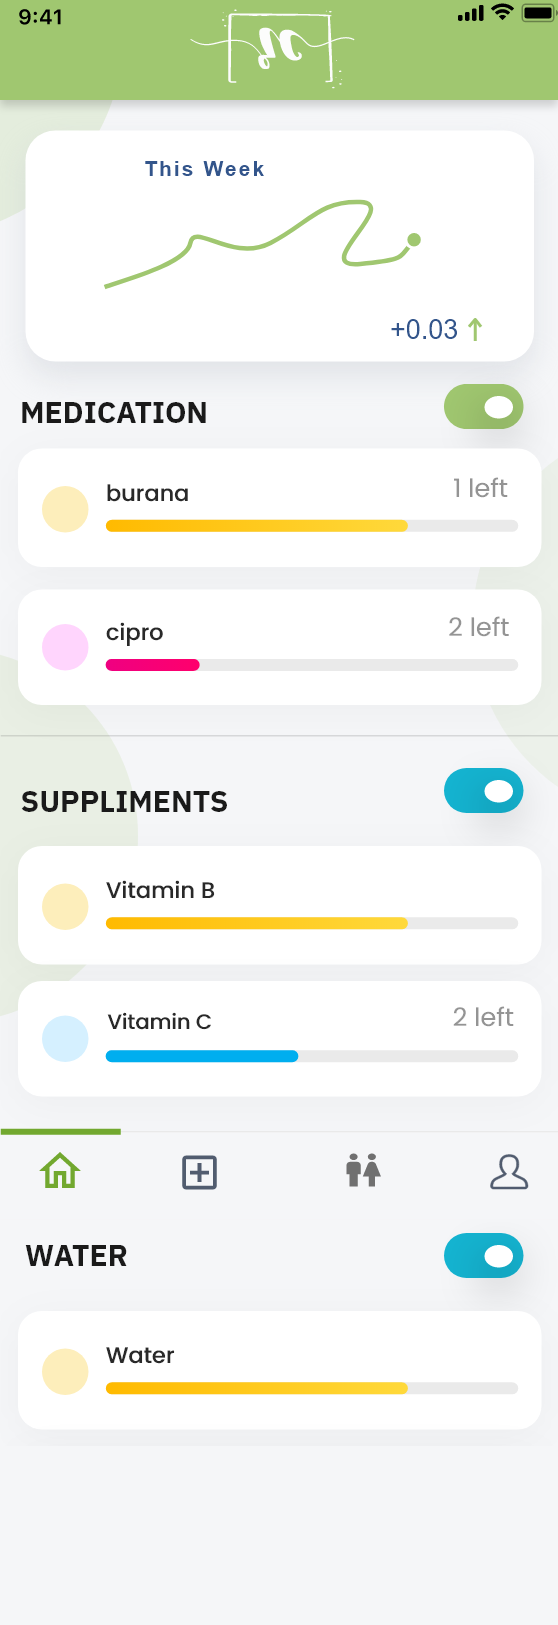 9:41
This Week
+0.03 ↑
MEDICATION
burana
1 left
cipro
2 left
SUPPLIMENTS
Vitamin B
Vitamin C
2 left
WATER
Water